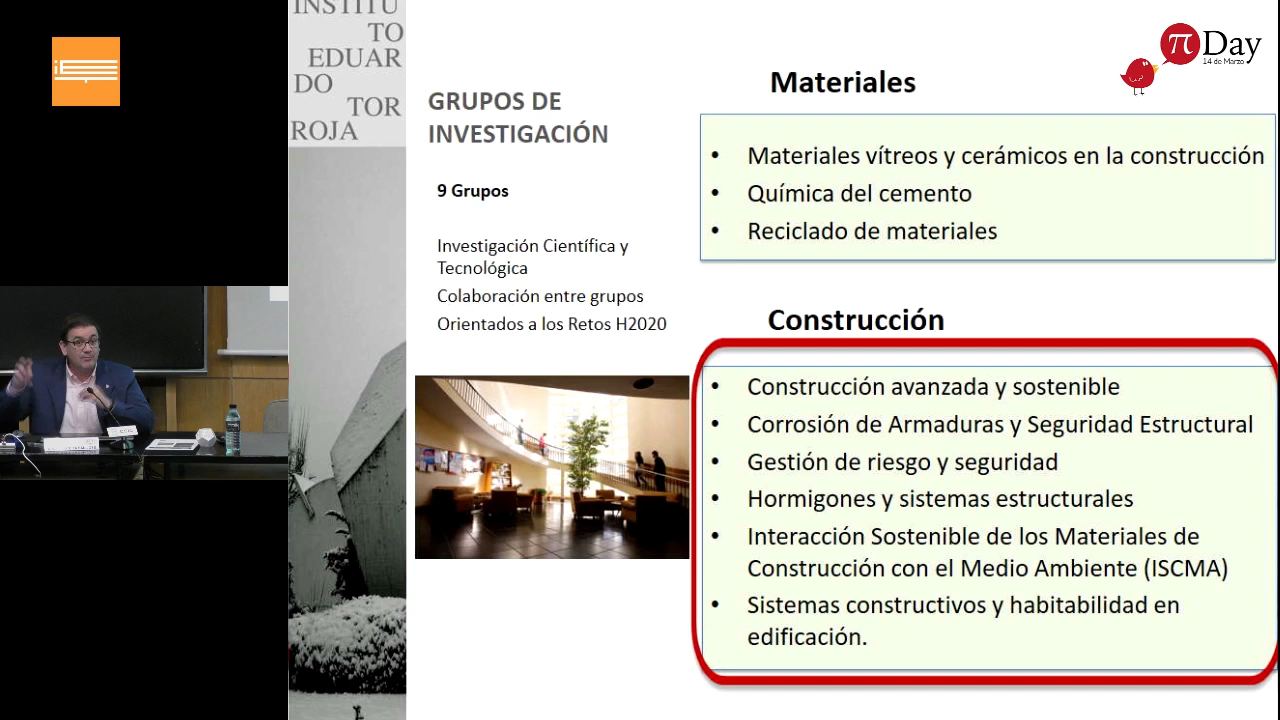 INSTITU
TO
EDUAR
DO
TOR
ROJA
GRUPOS DE
INVESTIGACIÓN
9 Grupos
Investigación Científica y
Tecnológica
Colaboración entre grupos
Orientados a los Retos H2020
π Day
14 de Marzo
Materiales
• Materiales vítreos y cerámicos en la construcción
• Química del cemento
• Reciclado de materiales
Construcción
• Construcción avanzada y sostenible
• Corrosión de Armaduras y Seguridad Estructural
• Gestión de riesgo y seguridad
• Hormigones y sistemas estructurales
• Interacción Sostenible de los Materiales de
Construcción con el Medio Ambiente (ISCMA)
• Sistemas constructivos y habitabilidad en
edificación.